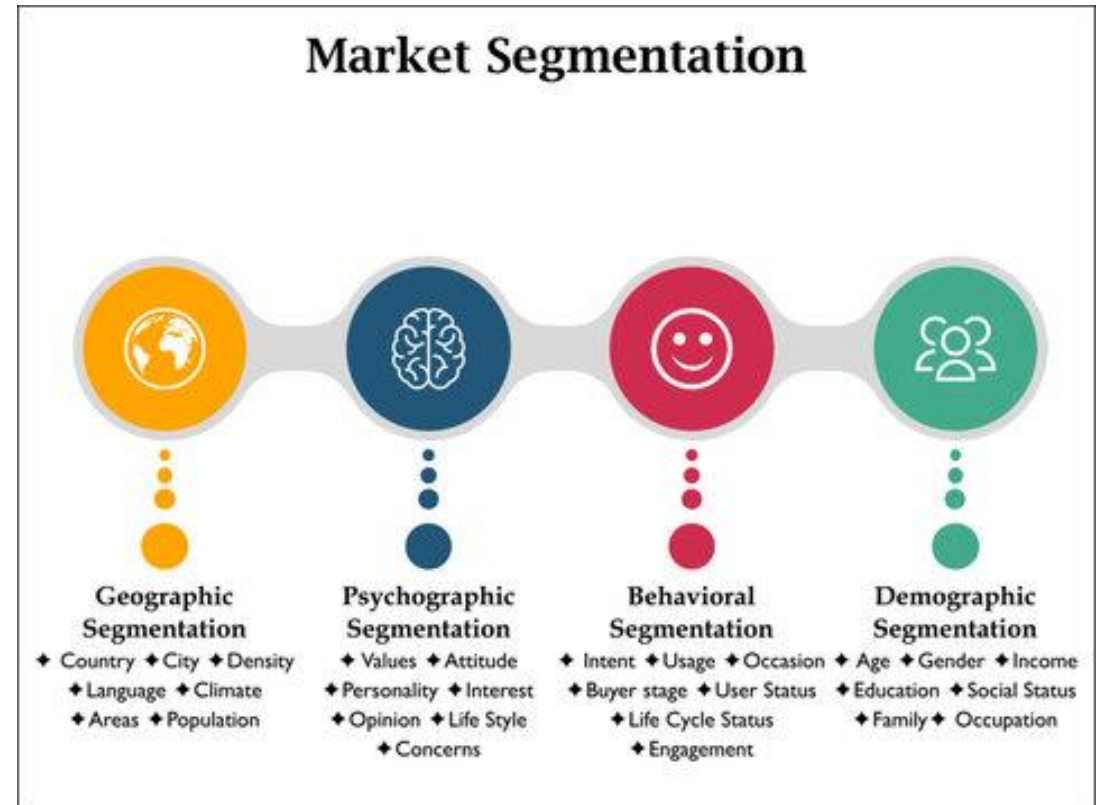 Market Segmentation
Geographic
Segmentation
✦ Country ✦ City ✦ Density
✦ Language ✦ Climate
✦ Areas ✦ Population
Psychographic
Segmentation
✦ Values ✦ Attitude
✦ Personality ✦ Interest
✦ Opinion ✦ Life Style
✦ Concerns
Behavioral
Segmentation
✦ Intent ✦ Usage ✦ Occasion
✦ Buyer stage ✦ User Status
✦ Life Cycle Status
✦ Engagement
Demographic
Segmentation
✦ Age ✦ Gender ✦ Income
✦ Education ✦ Social Status
✦ Family ✦ Occupation